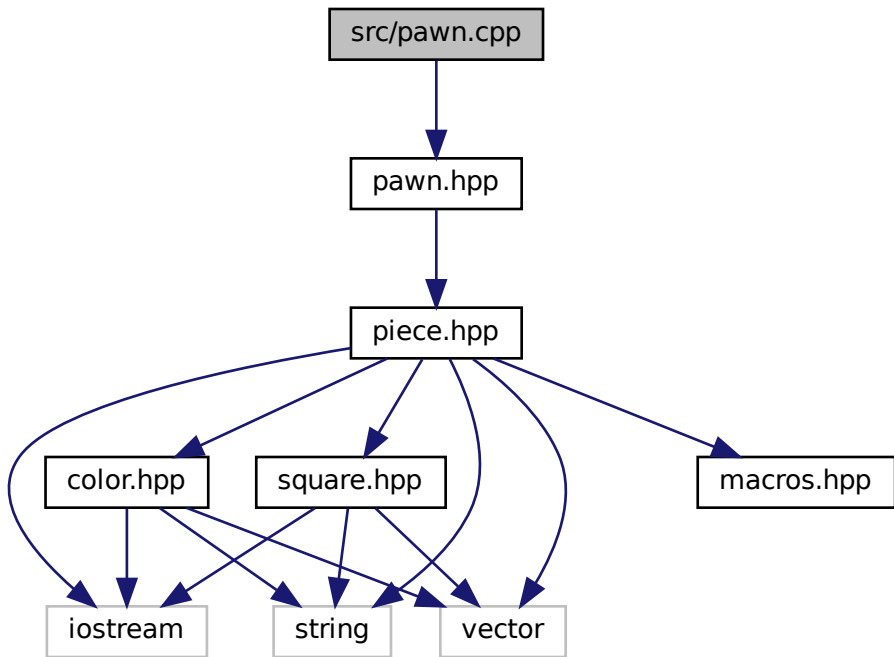 src/pawn.cpp
pawn.hpp
piece.hpp
color.hpp
square.hpp
macros.hpp
iostream
string
vector